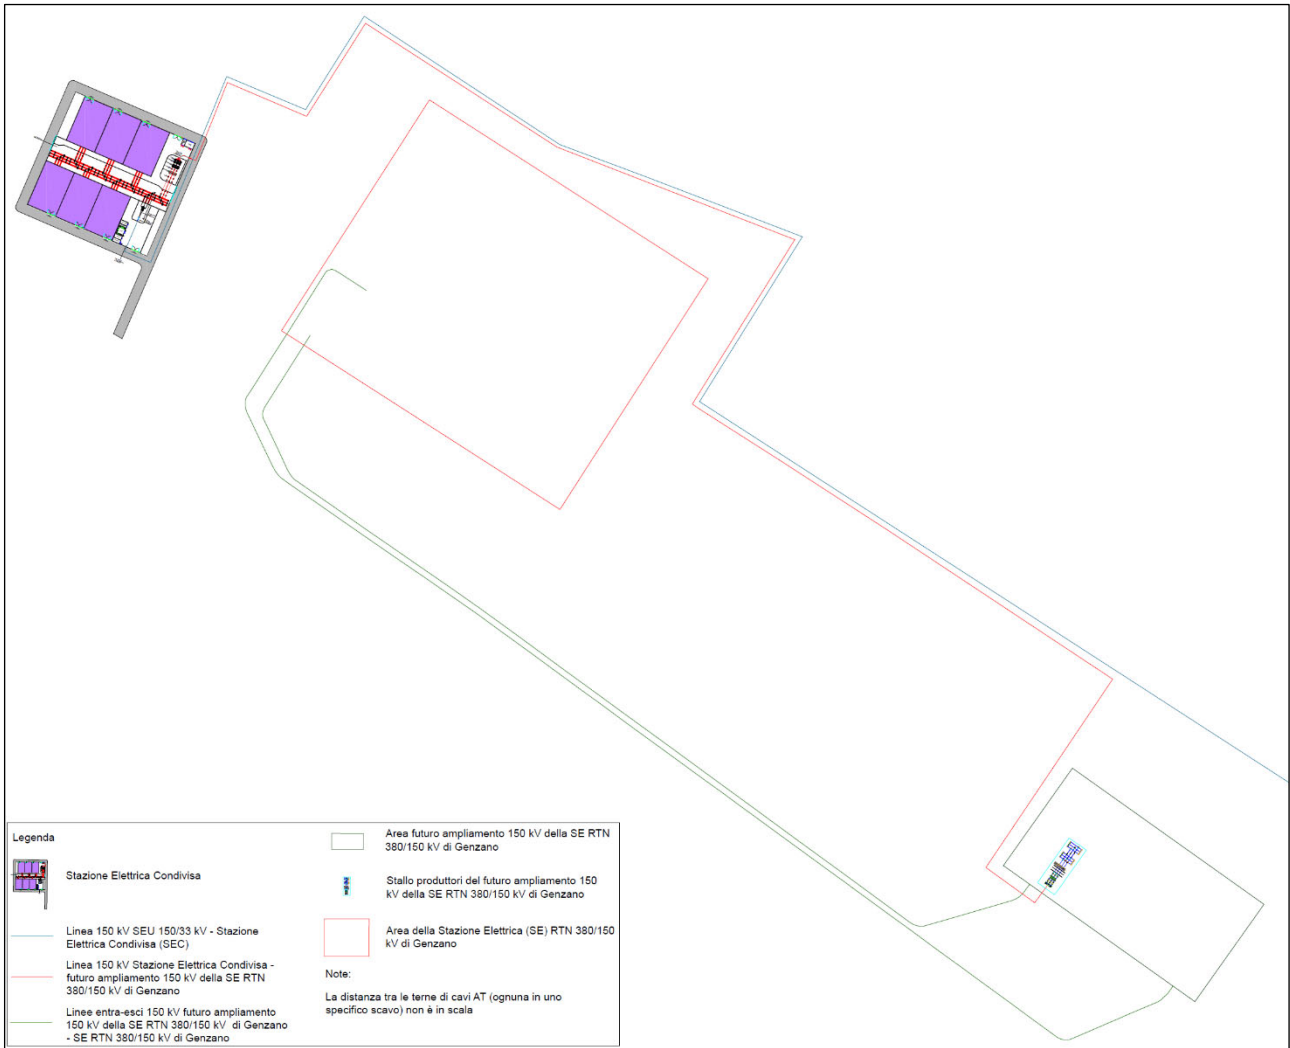 Legenda
Stazione Elettrica Condivisa
Linea 150 kV SEU 150/33 kV - Stazione
Elettrica Condivisa (SEC)
Linea 150 kV Stazione Elettrica Condivisa -
futuro ampliamento 150 kV della SE RTN
380/150 kV di Genzano
Linee entra-esci 150 kV futuro ampliamento
150 kV della SE RTN 380/150 kV di Genzano
- SE RTN 380/150 kV di Genzano
Area futuro ampliamento 150 kV della SE RTN
380/150 kV di Genzano
Stallo produttori del futuro ampliamento 150
kV della SE RTN 380/150 kV di Genzano
Area della Stazione Elettrica (SE) RTN 380/150
kV di Genzano
Note:
La distanza tra le terne di cavi AT (ognuna in uno
specifico scavo) non è in scala